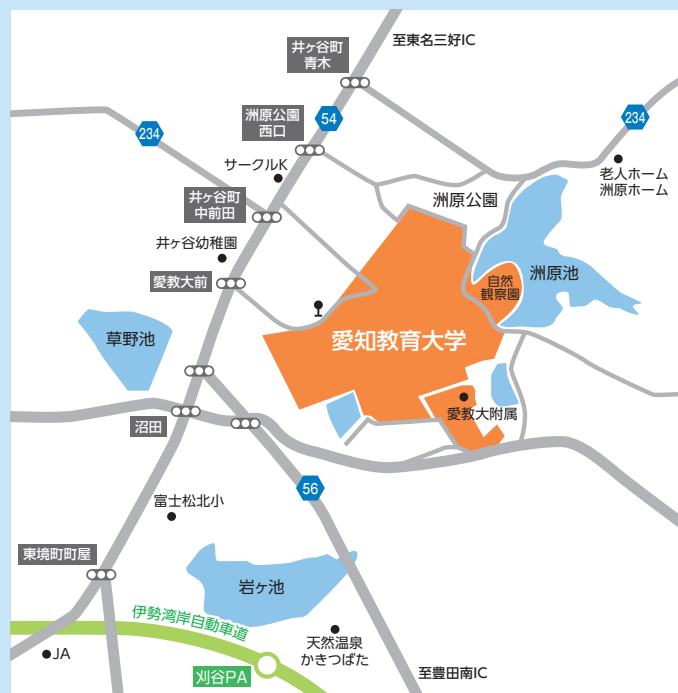 至東名三好IC
井ヶ谷町
青木
234
洲原公園
西口
54
234
サークルK
老人ホーム
洲原ホーム
井ヶ谷町
中前田
洲原公園
井ヶ谷幼稚園
愛教大前
自然
観察園
洲原池
草野池
愛知教育大学
愛教大附属
沼田
56
富士松北小
東境町町屋
岩ヶ池
伊勢湾岸自動車道
天然温泉
かきつばた
JA
刈谷PA
至豊田南IC